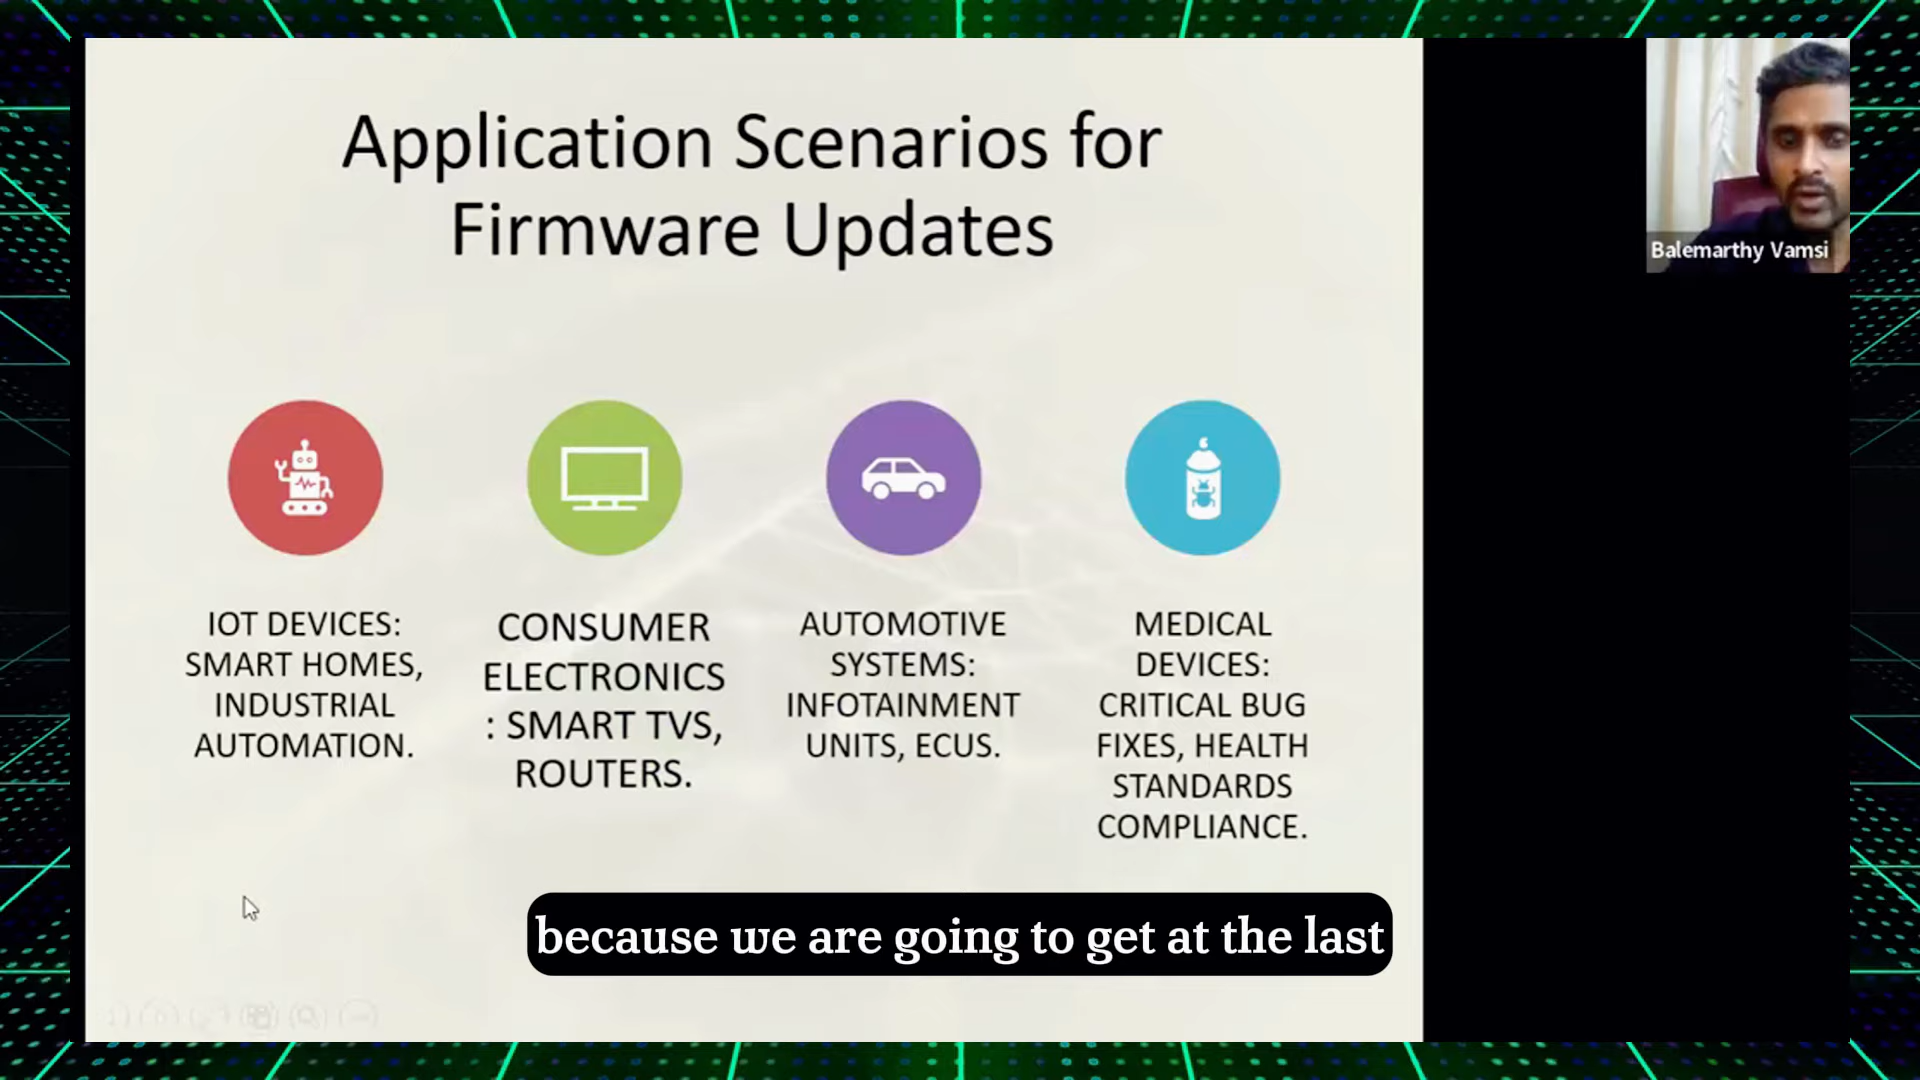 Application Scenarios for
Firmware Updates
Balemarthy Vamsi
IOT DEVICES:
SMART HOMES,
INDUSTRIAL
AUTOMATION.
CONSUMER
ELECTRONICS
: SMART TVS,
ROUTERS.
AUTOMOTIVE
SYSTEMS:
INFOTAINMENT
UNITS, ECUS.
MEDICAL
DEVICES:
CRITICAL BUG
FIXES, HEALTH
STANDARDS
COMPLIANCE.
because we are going to get at the last